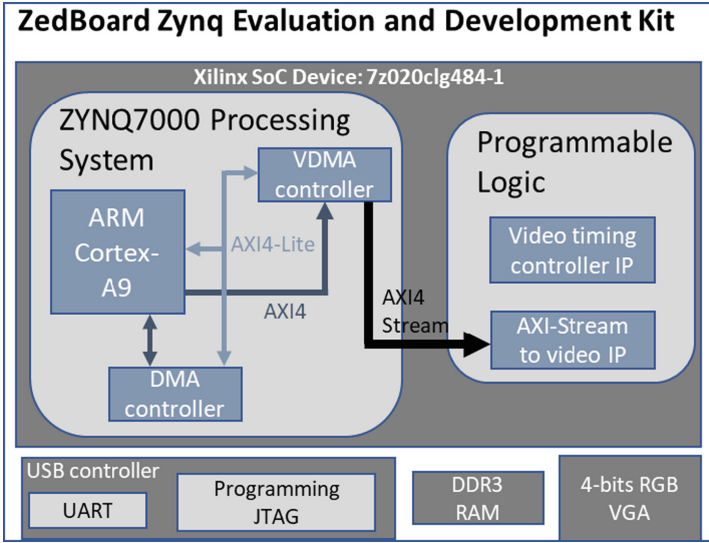 ZedBoard Zynq Evaluation and Development Kit
Xilinx SoC Device: 7z020clg484-1
ZYNQ7000 Processing
System
VDMA
controller
ARM
Cortex-
A9
AXI4-Lite
AXI4
DMA
controller
AXI4
Stream
Programmable
Logic
Video timing
controller IP
AXI-Stream
to video IP
USB controller
UART
Programming
JTAG
DDR3
RAM
4-bits RGB
VGA